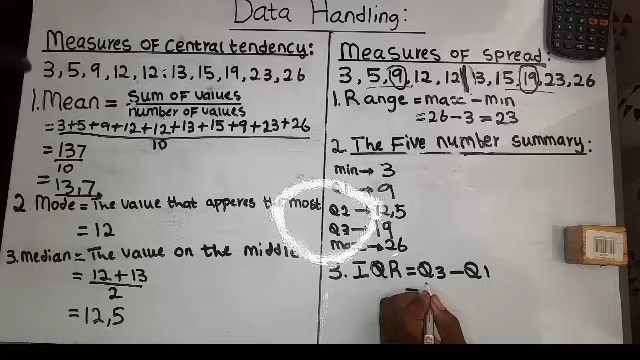 Data Handling:
Measures of central tendency:
3, 5, 9, 12, 12, 13, 15, 19, 23, 26
1. Mean = sum of values
number of values
= 3+5+9+12+12+13+15+9+23+26
10
= 137
10
= 13,7
2. Mode = The value that apperes the most
= 12
3. median = The value on the middle
= 12+13
2
= 12,5
Measures of spread:
3, 5, 9, 12, 12 13, 15, 19, 23, 26
1. Range = max - min
= 26 - 3 = 23
2. The Five number summary:
min → 3
→ 9
Q2 → 12,5
Q3 → 19
max → 26
3. IQR = Q3 - Q1
=